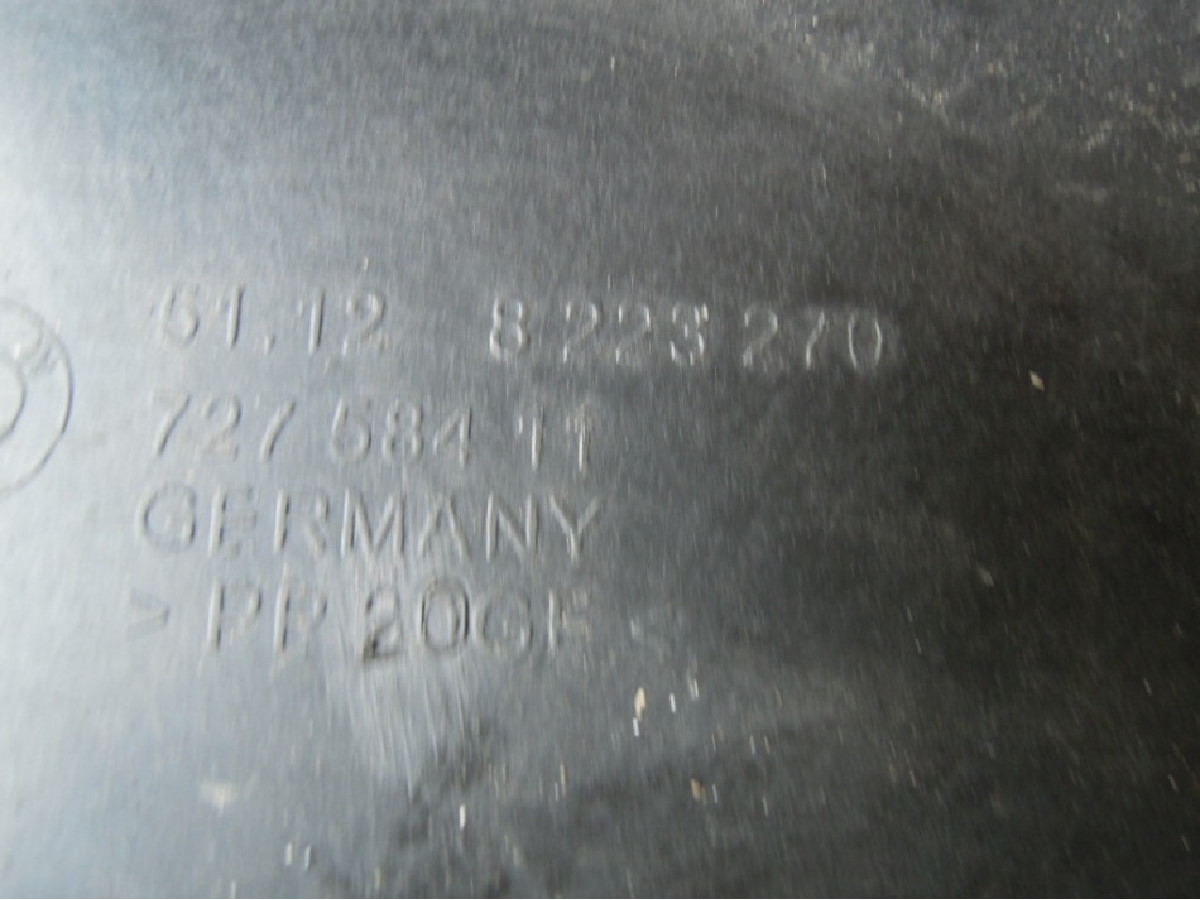 61.12 8 223 270
727 584 11
GERMANY
> PP 20GF